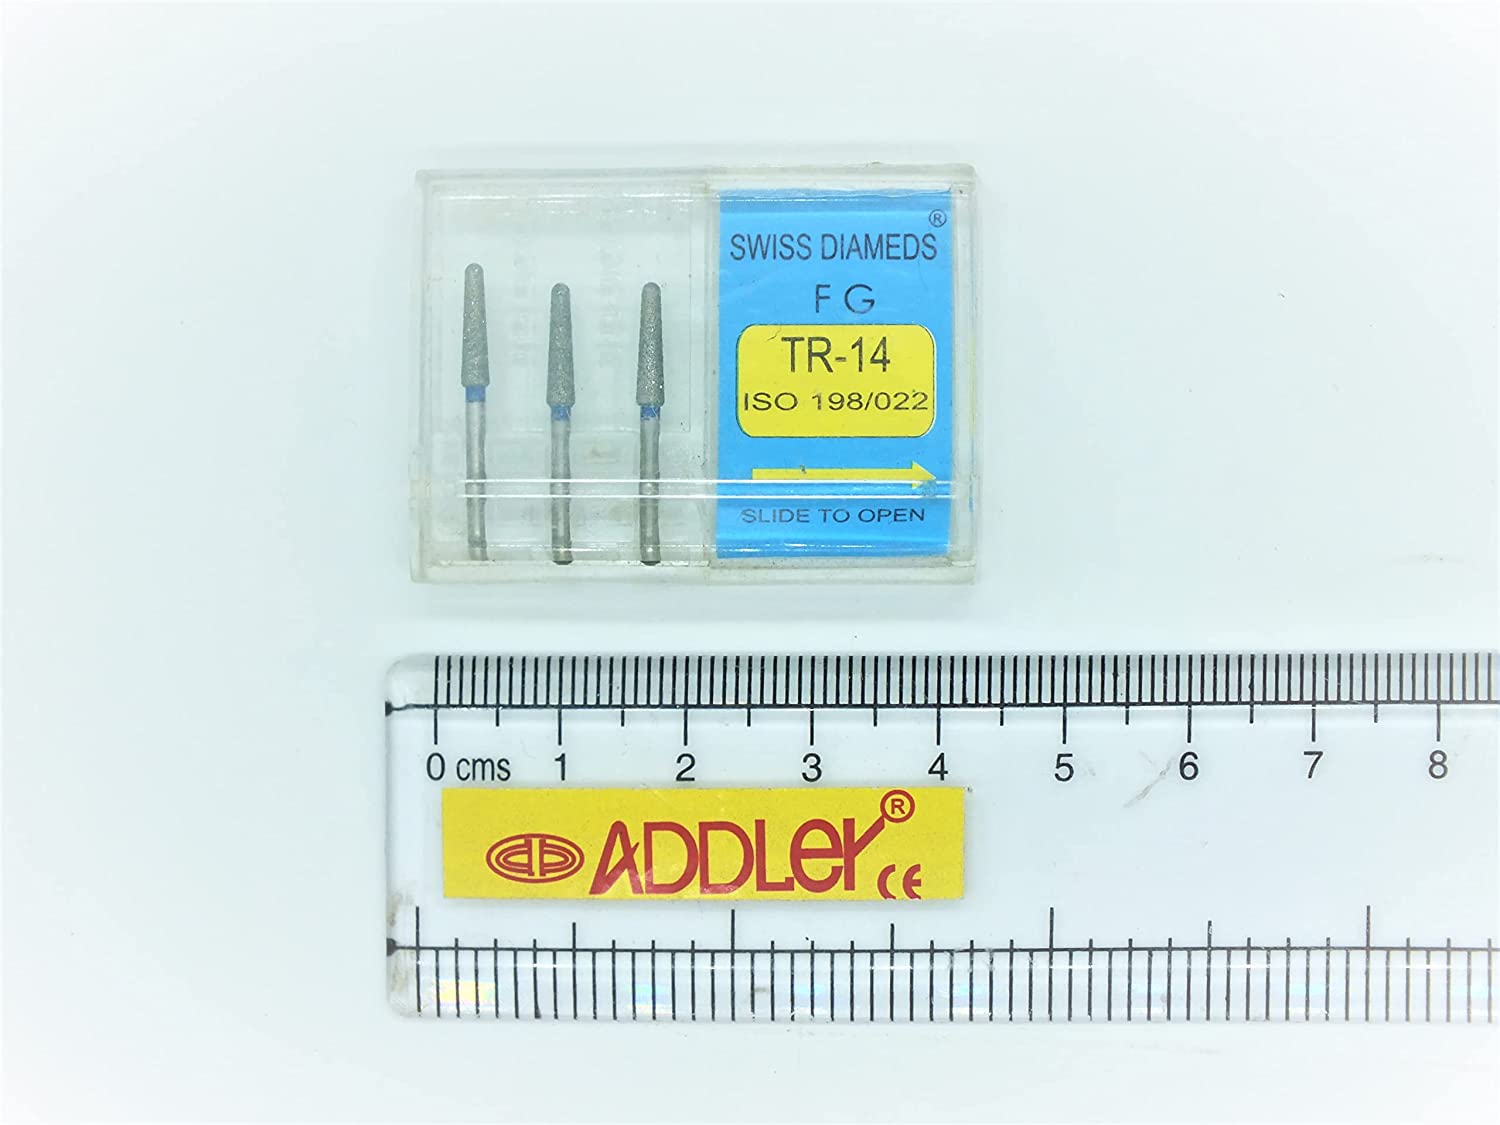 SWISS DIAMEDS®
FG
TR-14
ISO 198/022
SLIDE TO OPEN
0 cms 1 2 3 4 5 6 7 8
ADDLer®
CE